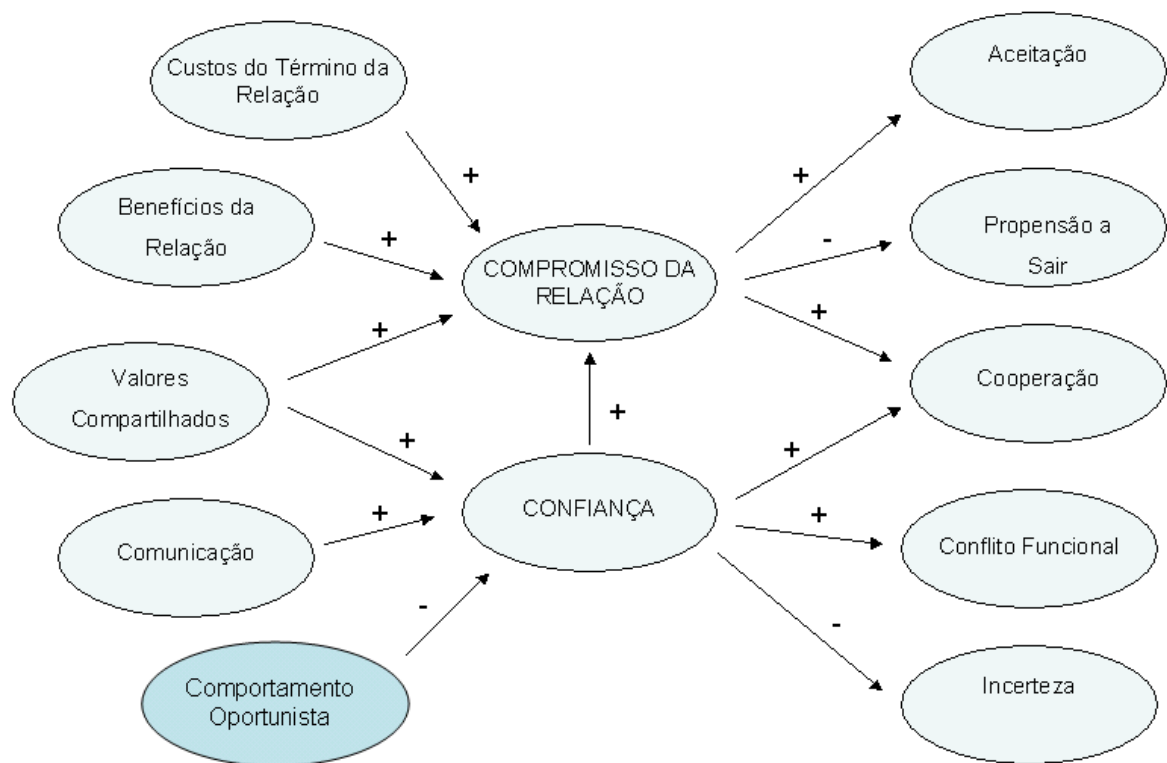 Custos do Término da
Relação
+
Benefícios da
Relação
+
Valores
Compartilhados
+
+
Comunicação
+
Comportamento
Oportunista
-
COMPROMISSO DA
RELAÇÃO
+
CONFIANÇA
+
-
+
+
+
-
Aceitação
Propensão a
Sair
Cooperação
Conflito Funcional
Incerteza